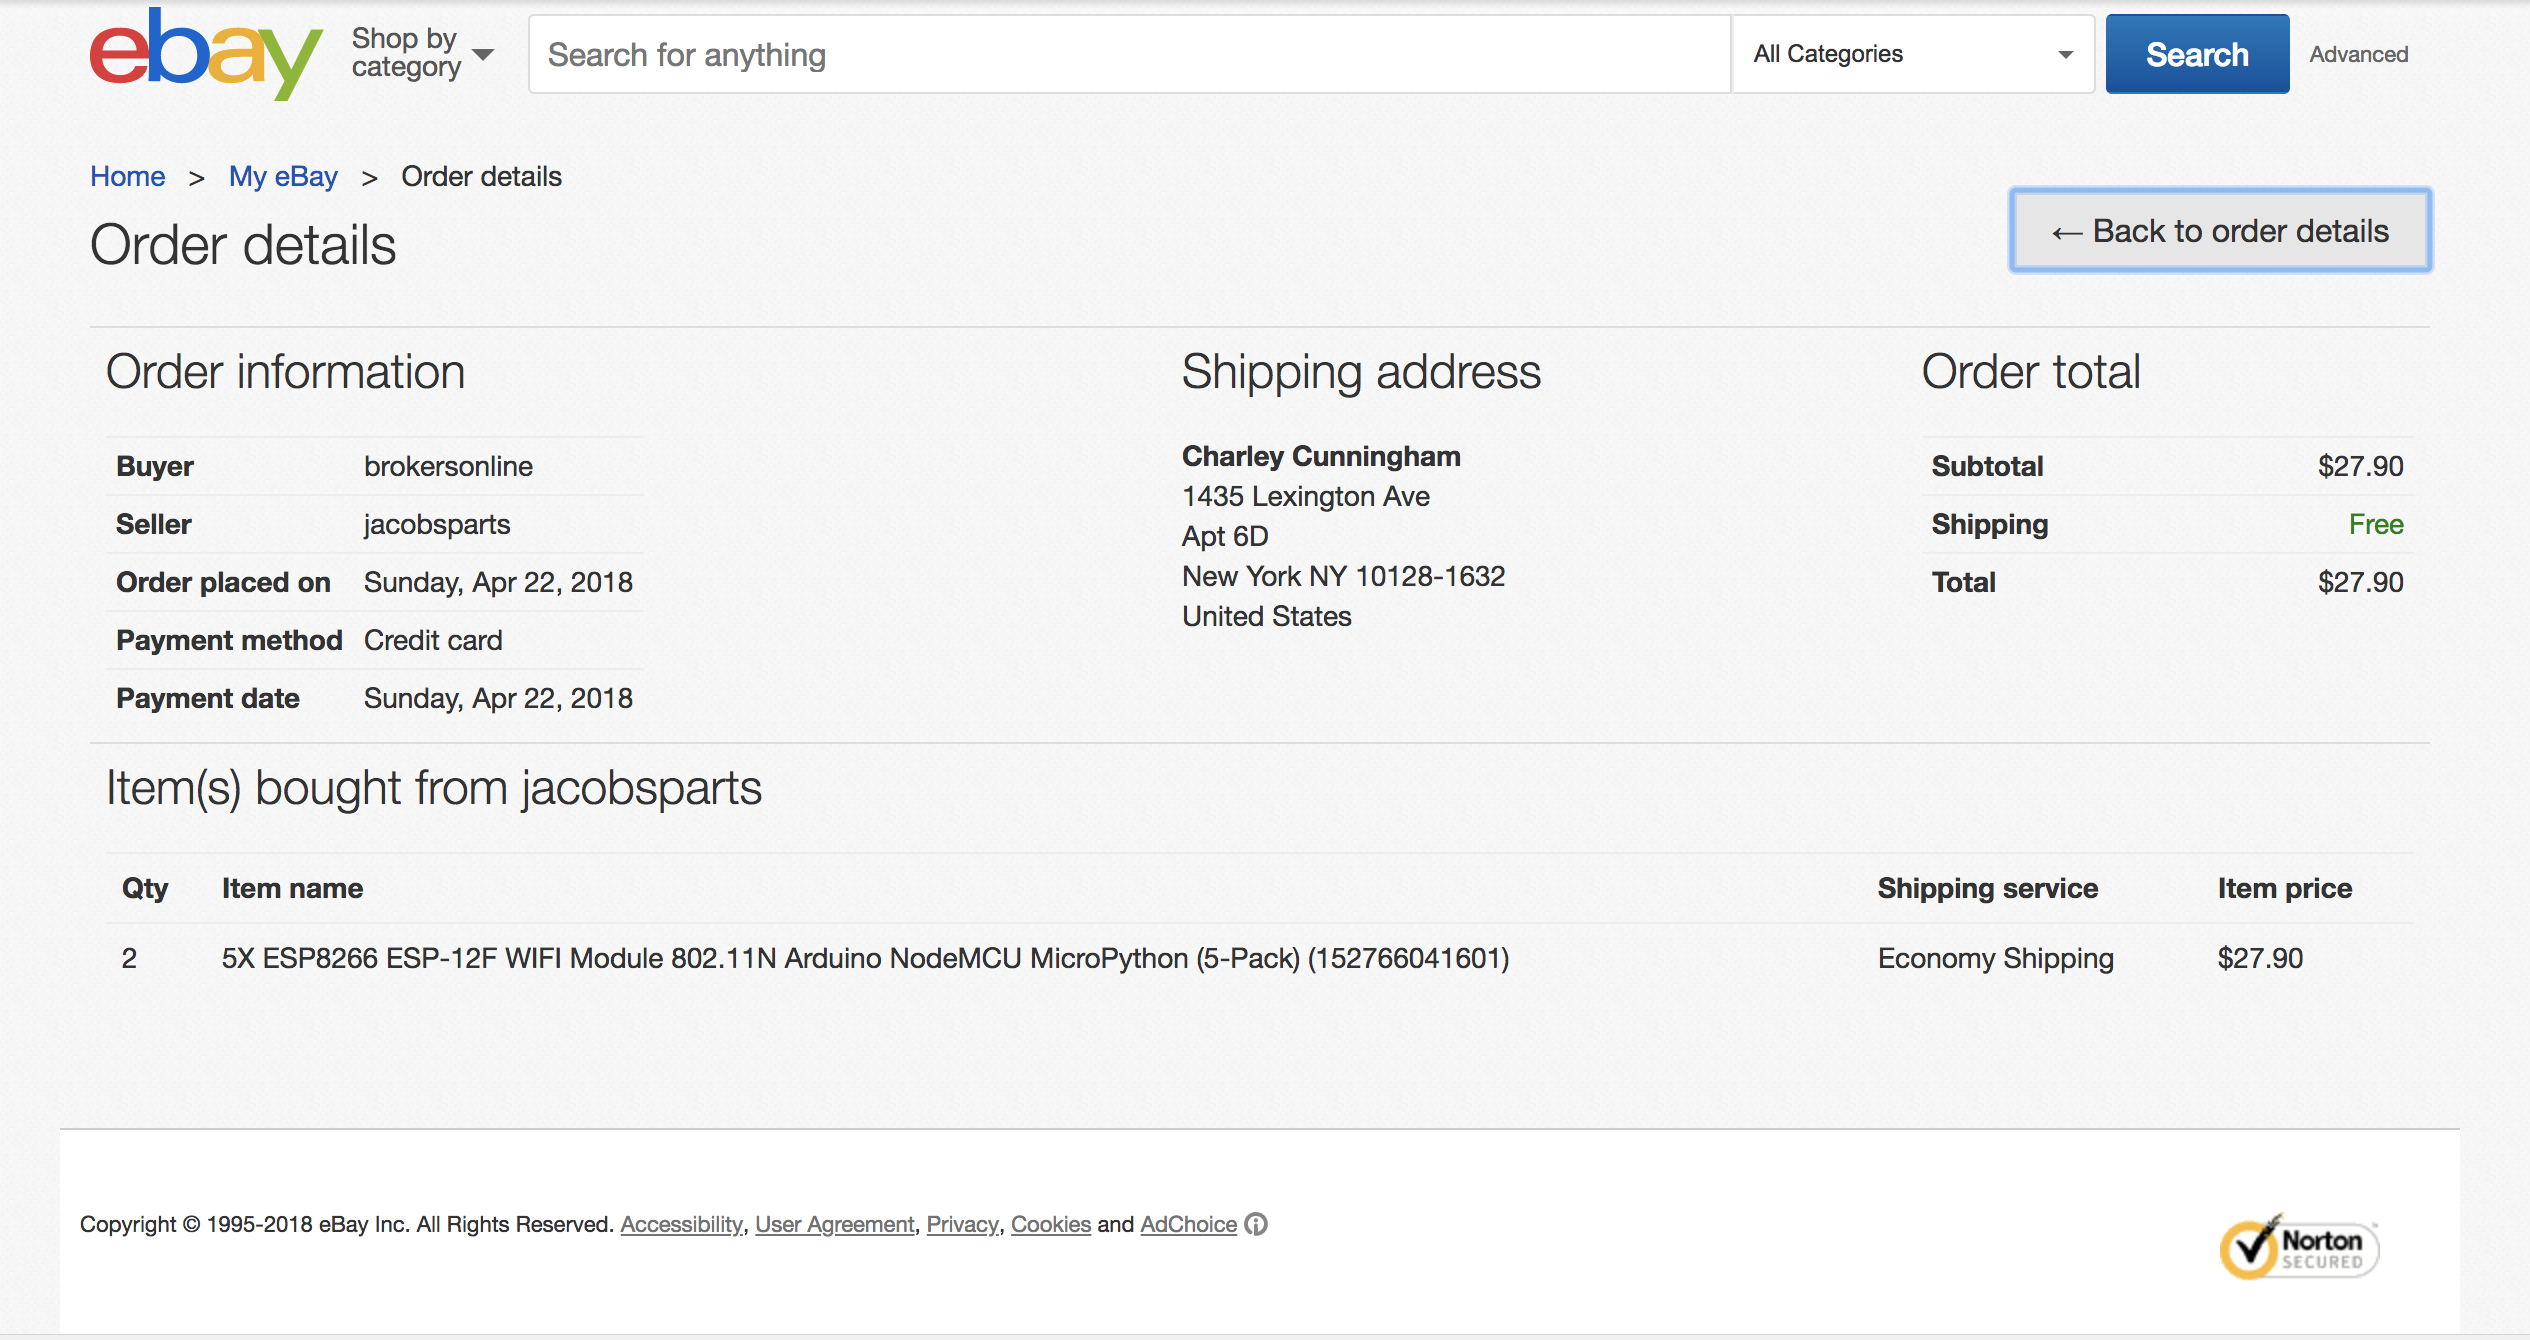 ebay
Shop by
category
Search for anything
All Categories
Search
Advanced
Home > My eBay > Order details
Order details
← Back to order details
Order information
Buyer brokersonline
Seller jacobsparts
Order placed on Sunday, Apr 22, 2018
Payment method Credit card
Payment date Sunday, Apr 22, 2018
Shipping address
Charley Cunningham
1435 Lexington Ave
Apt 6D
New York NY 10128-1632
United States
Order total
Subtotal $27.90
Shipping Free
Total $27.90
Item(s) bought from jacobsparts
Qty Item name Shipping service Item price
2 5X ESP8266 ESP-12F WIFI Module 802.11N Arduino NodeMCU MicroPython (5-Pack) (152766041601) Economy Shipping $27.90
Copyright © 1995-2018 eBay Inc. All Rights Reserved. Accessibility, User Agreement, Privacy, Cookies and AdChoice
Norton
SECURED